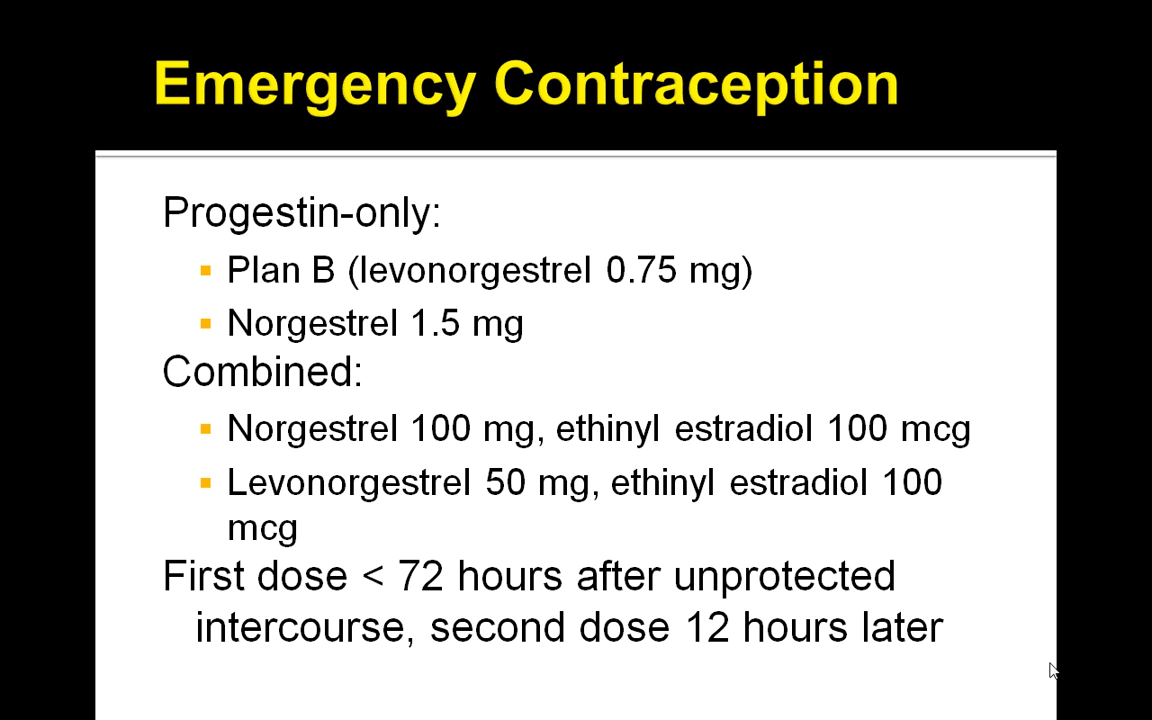 Emergency Contraception
Progestin-only:
▪ Plan B (levonorgestrel 0.75 mg)
▪ Norgestrel 1.5 mg
Combined:
▪ Norgestrel 100 mg, ethinyl estradiol 100 mcg
▪ Levonorgestrel 50 mg, ethinyl estradiol 100
mcg
First dose < 72 hours after unprotected
intercourse, second dose 12 hours later